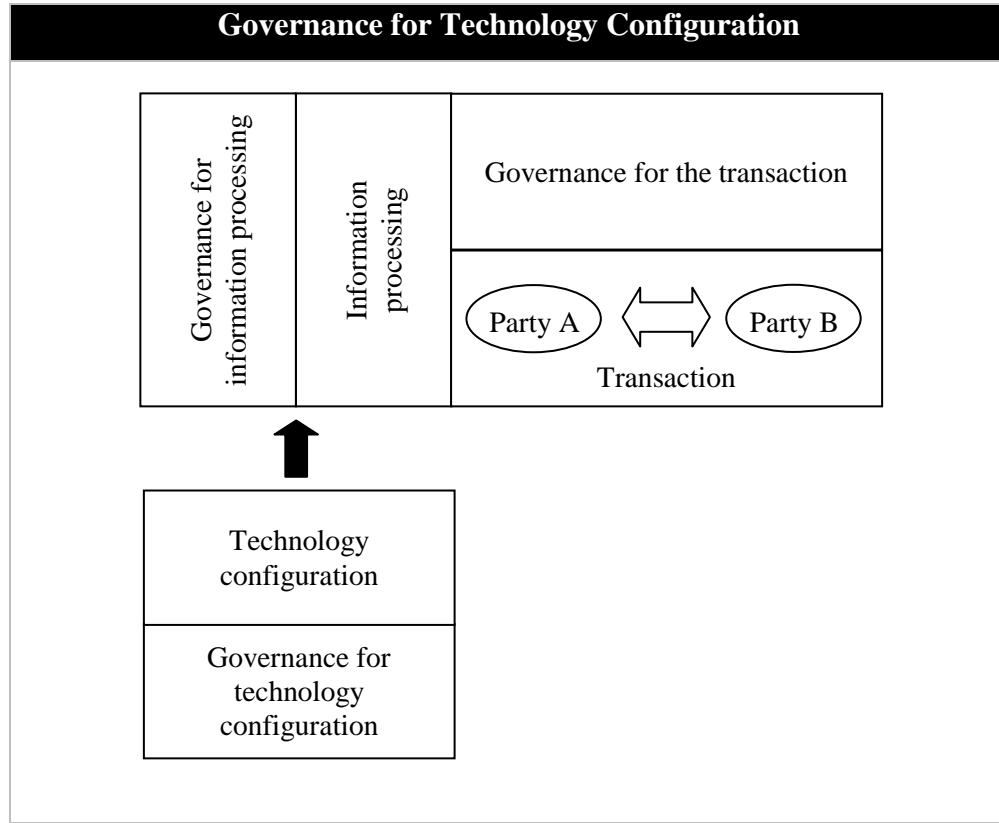 Governance for Technology Configuration
Governance for
information processing
Information
processing
Governance for the transaction
Party A
Party B
Transaction
Technology
configuration
Governance for
technology
configuration